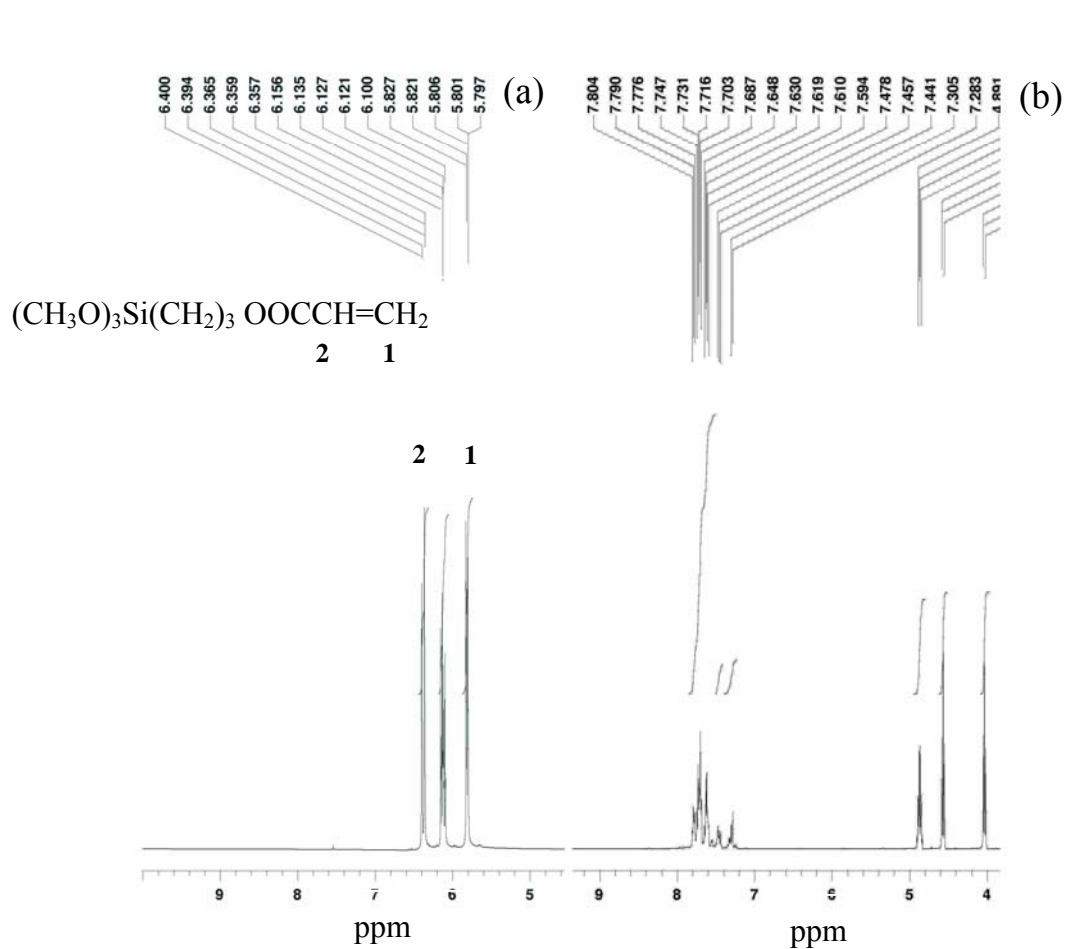 6.400 6.394 6.365 6.359 6.357 6.156 6.135 6.127 6.121 6.100 5.827 5.821 5.806 5.801 5.797
(a)
7.804 7.790 7.776 7.747 7.731 7.716 7.703 7.687 7.648 7.630 7.619 7.610 7.594 7.478 7.457 7.441 7.305 7.283 4.891
(b)
(CH₃O)₃Si(CH₂)₃ OOCCH=CH₂
2 1
2 1
9 8 7 6 5
ppm
9 8 7 5 4
ppm